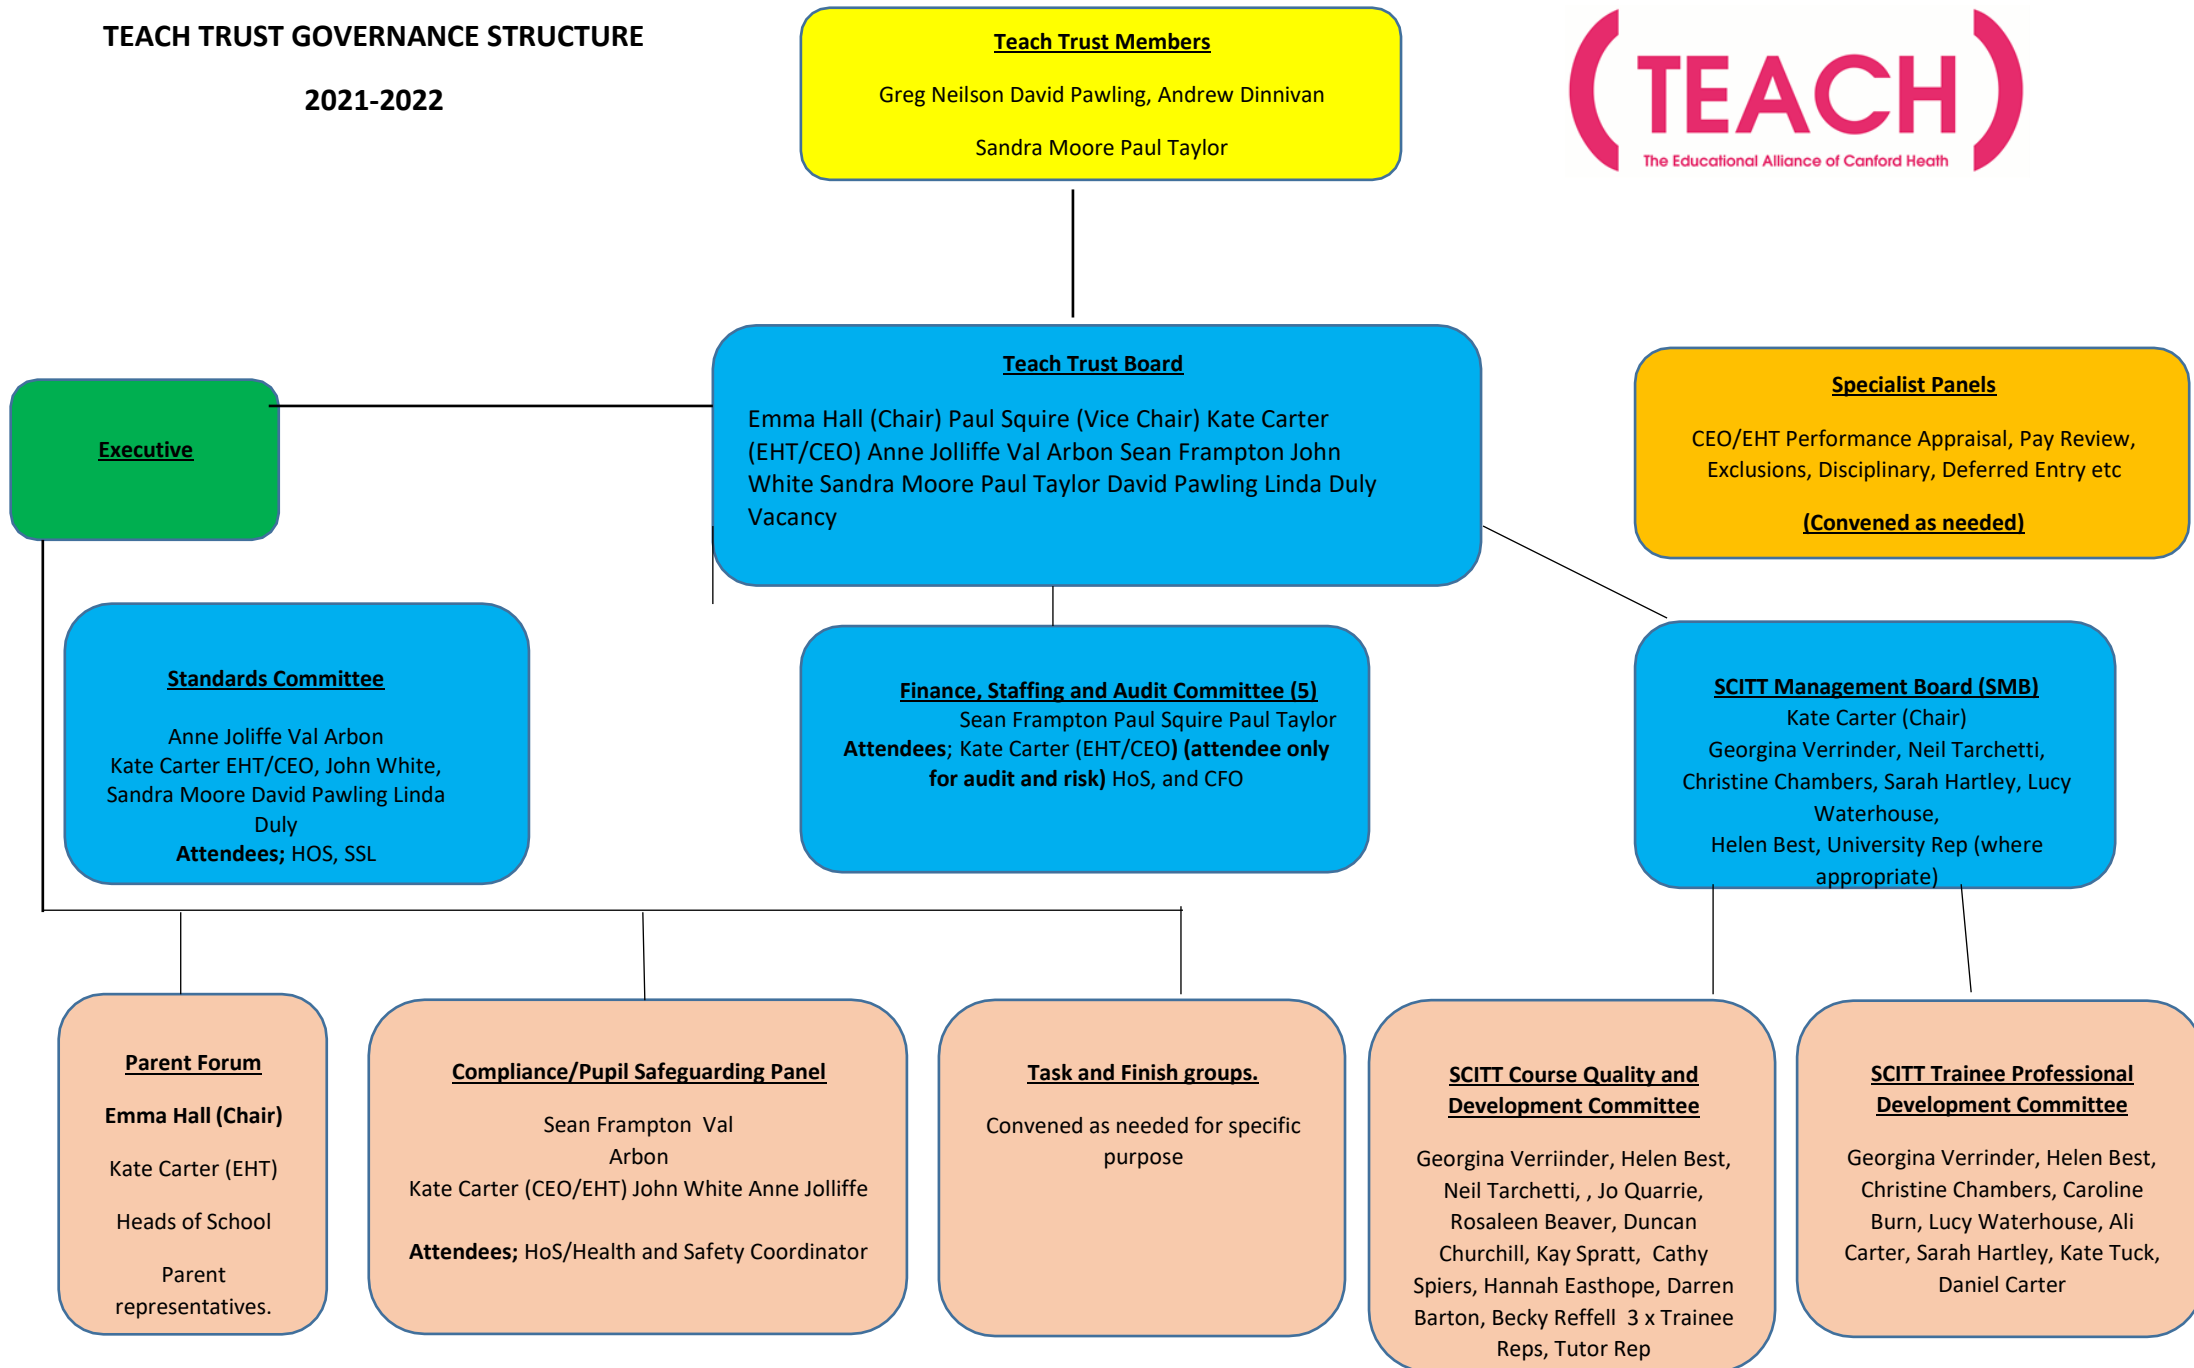 TEACH TRUST GOVERNANCE STRUCTURE
2021-2022
Teach Trust Members
Greg Neilson David Pawling, Andrew Dinnivan
Sandra Moore Paul Taylor
(TEACH)
The Educational Alliance of Canford Heath
Teach Trust Board
Emma Hall (Chair) Paul Squire (Vice Chair) Kate Carter
(EHT/CEO) Anne Jolliffe Val Arbon Sean Frampton John
White Sandra Moore Paul Taylor David Pawling Linda Duly
Vacancy
Executive
Specialist Panels
CEO/EHT Performance Appraisal, Pay Review,
Exclusions, Disciplinary, Deferred Entry etc
(Convened as needed)
Standards Committee
Anne Joliffe Val Arbon
Kate Carter EHT/CEO, John White,
Sandra Moore David Pawling Linda
Duly
Attendees; HOS, SSL
Finance, Staffing and Audit Committee (5)
Sean Frampton Paul Squire Paul Taylor
Attendees; Kate Carter (EHT/CEO) (attendee only
for audit and risk) HoS, and CFO
SCITT Management Board (SMB)
Kate Carter (Chair)
Georgina Verrinder, Neil Tarchetti,
Christine Chambers, Sarah Hartley, Lucy
Waterhouse,
Helen Best, University Rep (where
appropriate)
Parent Forum
Emma Hall (Chair)
Kate Carter (EHT)
Heads of School
Parent
representatives.
Compliance/Pupil Safeguarding Panel
Sean Frampton  Val
Arbon
Kate Carter (CEO/EHT) John White Anne Jolliffe
Attendees; HoS/Health and Safety Coordinator
Task and Finish groups.
Convened as needed for specific
purpose
SCITT Course Quality and
Development Committee
Georgina Verriinder, Helen Best,
Neil Tarchetti, , Jo Quarrie,
Rosaleen Beaver, Duncan
Churchill, Kay Spratt,  Cathy
Spiers, Hannah Easthope, Darren
Barton, Becky Reffell  3 x Trainee
Reps, Tutor Rep
SCITT Trainee Professional
Development Committee
Georgina Verrinder, Helen Best,
Christine Chambers, Caroline
Burn, Lucy Waterhouse, Ali
Carter, Sarah Hartley, Kate Tuck,
Daniel Carter